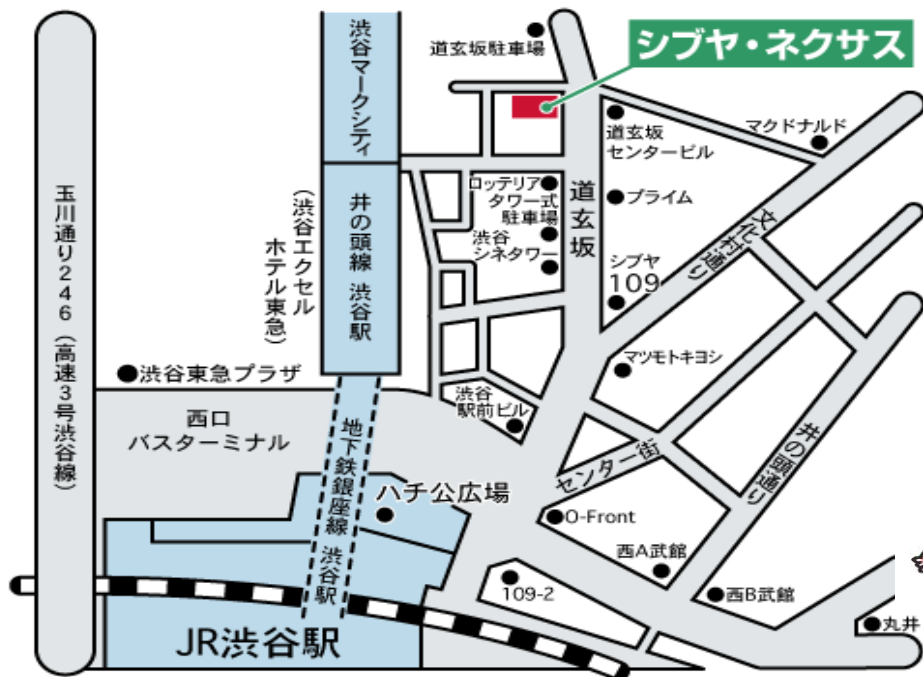 道玄坂駐車場
シブヤ・ネクサス
渋谷マークシティ
道玄坂
センタービル
マクドナルド
ロッテリア
タワー式
駐車場
プライム
道玄坂
文化村通り
渋谷
シネタワー
シブヤ
109
井の頭線 渋谷駅
(渋谷エクセル
ホテル東急)
玉川通り246(高速3号渋谷線)
渋谷東急プラザ
マツモトキヨシ
渋谷
駅前ビル
西口
バスターミナル
地下鉄銀座線 渋谷駅
センター街
井の頭通り
ハチ公広場
O-Front
西A武館
109-2
西B武館
丸井
JR渋谷駅